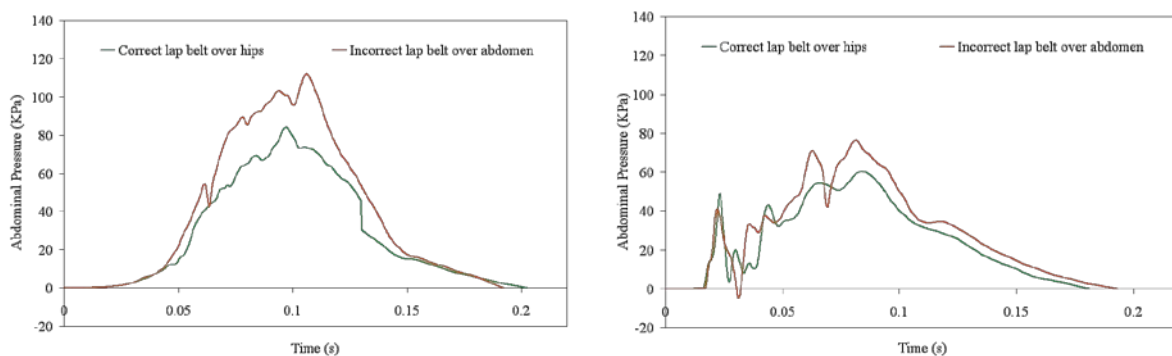 140
120
100
80
60
40
20
0
-20
Correct lap belt over hips Incorrect lap belt over abdomen
Abdominal Pressure (KPa)
0 0.05 0.1 0.15 0.2
Time (s)
140
120
100
80
60
40
20
0
-20
Correct lap belt over hips Incorrect lap belt over abdomen
Abdominal Pressure (KPa)
0 0.05 0.1 0.15 0.2
Time (s)